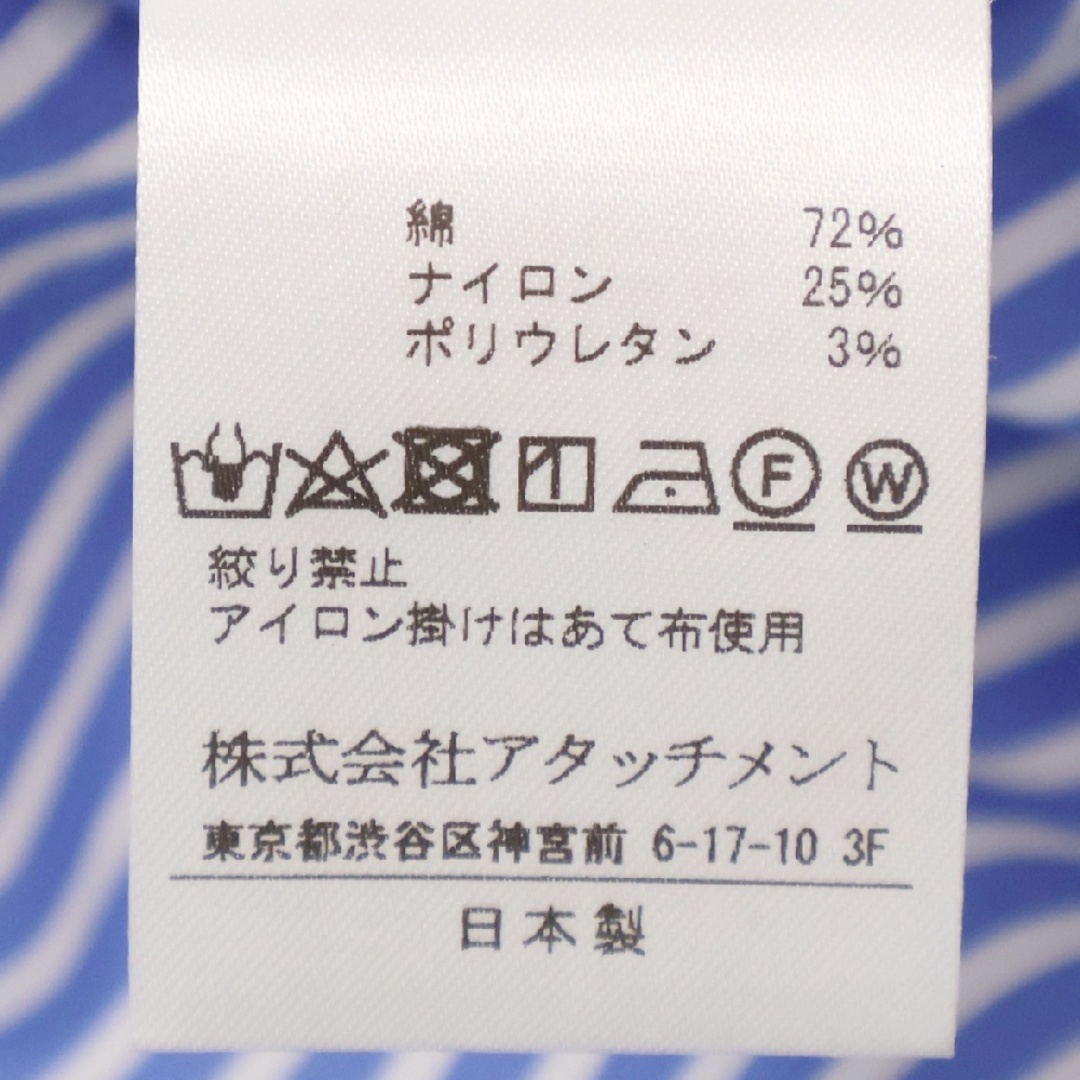 綿 72%
ナイロン 25%
ポリウレタン 3%
F W
絞り禁止
アイロン掛けはあて布使用
株式会社アタッチメント
東京都渋谷区神宮前 6-17-10 3F
日本製